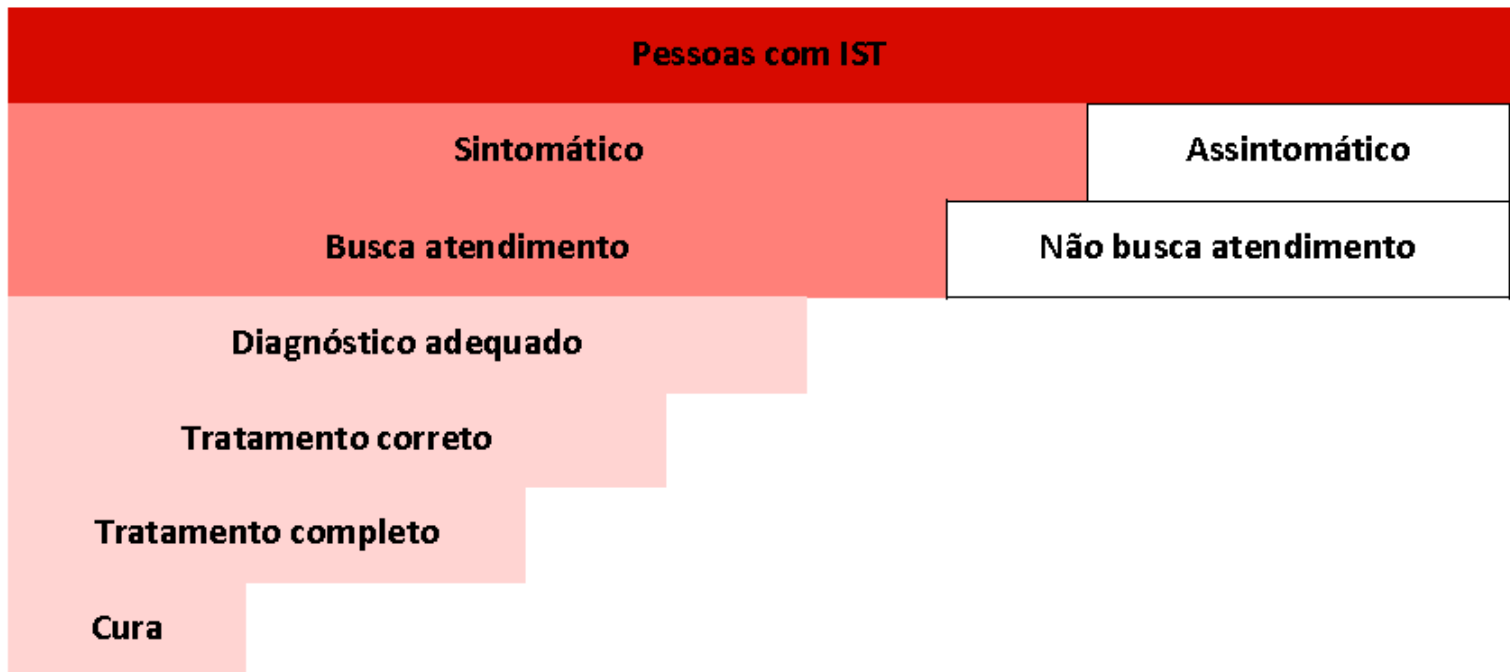 Pessoas com IST
Sintomático
Assintomático
Busca atendimento
Não busca atendimento
Diagnóstico adequado
Tratamento correto
Tratamento completo
Cura